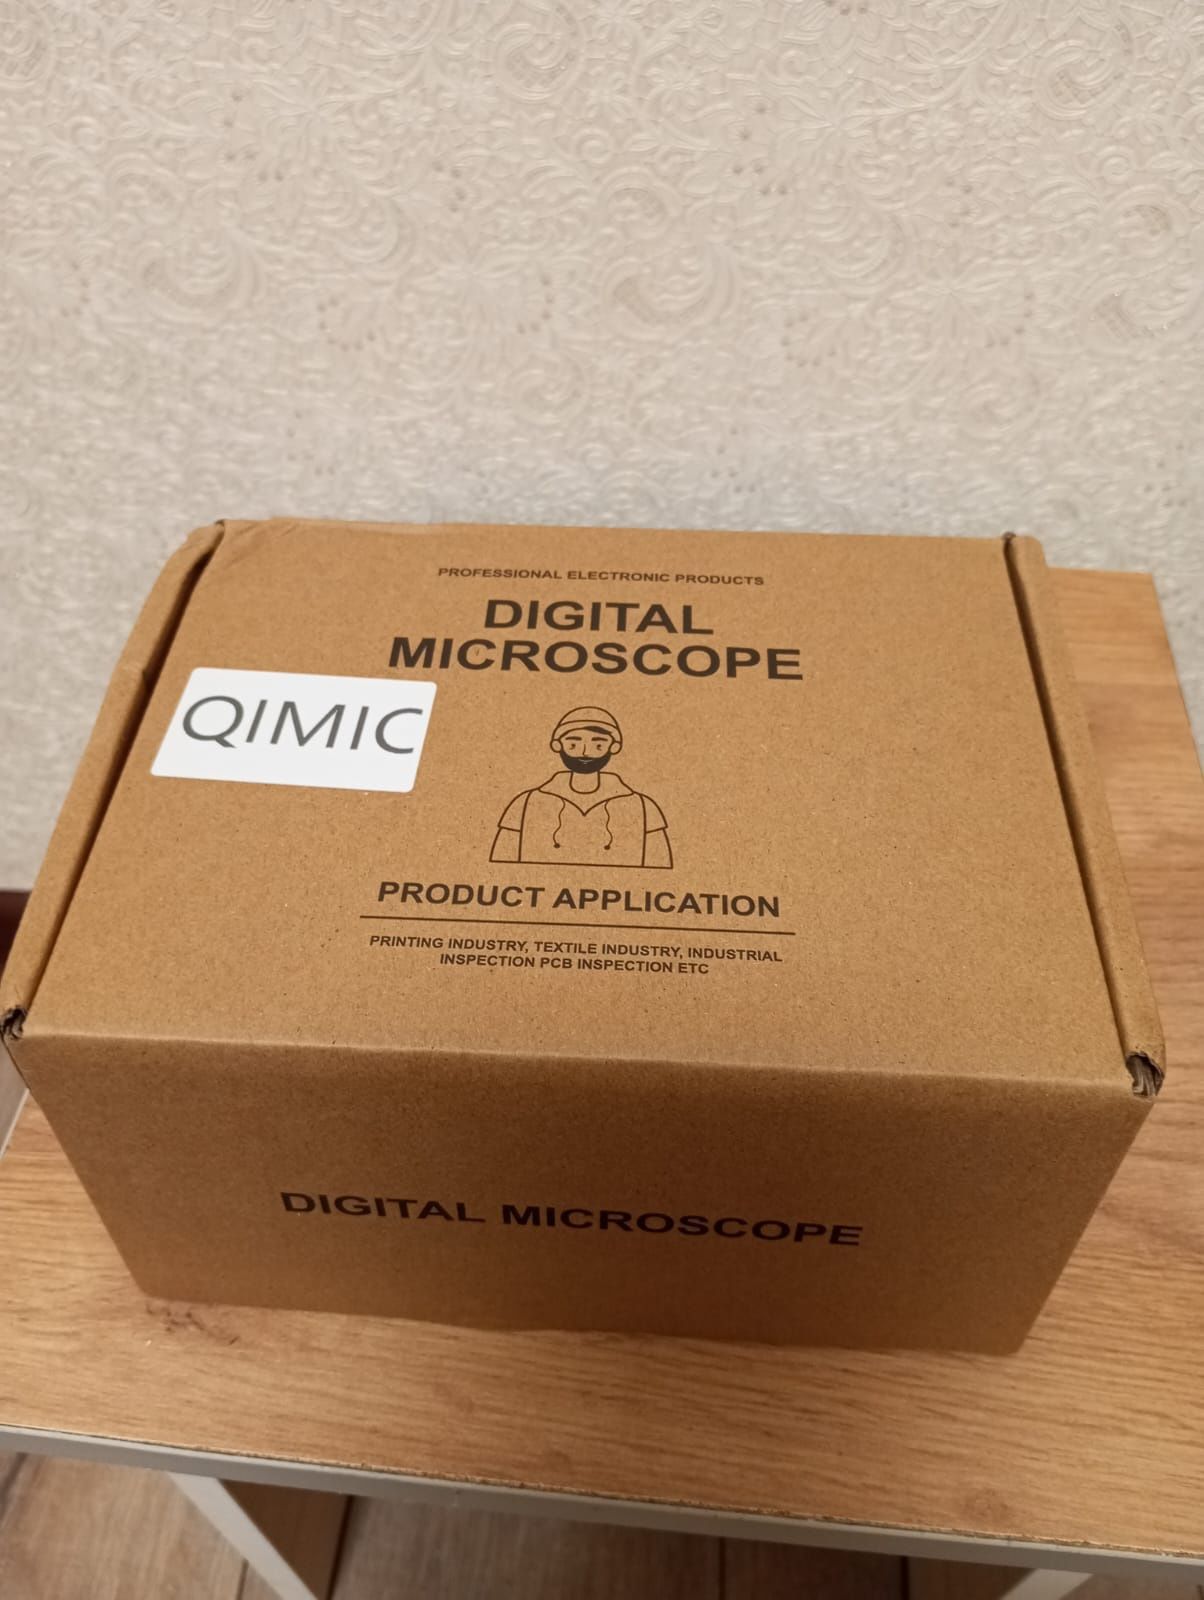 PROFESSIONAL ELECTRONIC PRODUCTS
DIGITAL
MICROSCOPE
QIMIC
PRODUCT APPLICATION
PRINTING INDUSTRY, TEXTILE INDUSTRY, INDUSTRIAL
INSPECTION PCB INSPECTION ETC
DIGITAL MICROSCOPE